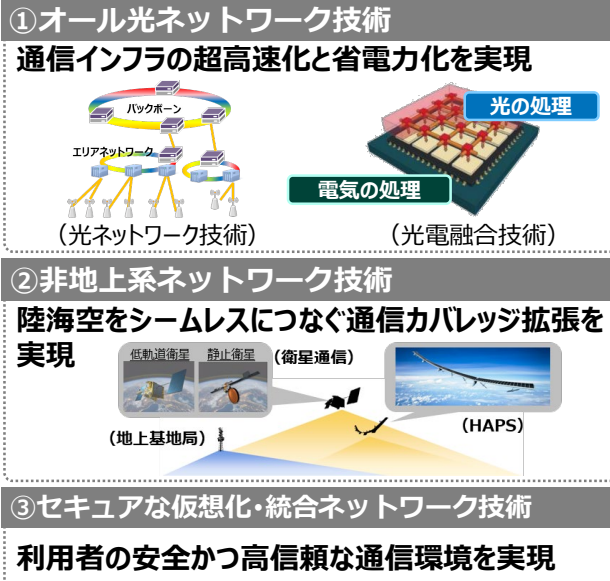 ①オール光ネットワーク技術
通信インフラの超高速化と省電力化を実現
バックボーン
エリアネットワーク
光の処理
電気の処理
(光ネットワーク技術)
(光電融合技術)
②非地上系ネットワーク技術
陸海空をシームレスにつなぐ通信カバレッジ拡張を
実現
低軌道衛星 静止衛星 (衛星通信)
(地上基地局)
(HAPS)
③セキュアな仮想化・統合ネットワーク技術
利用者の安全かつ高信頼な通信環境を実現